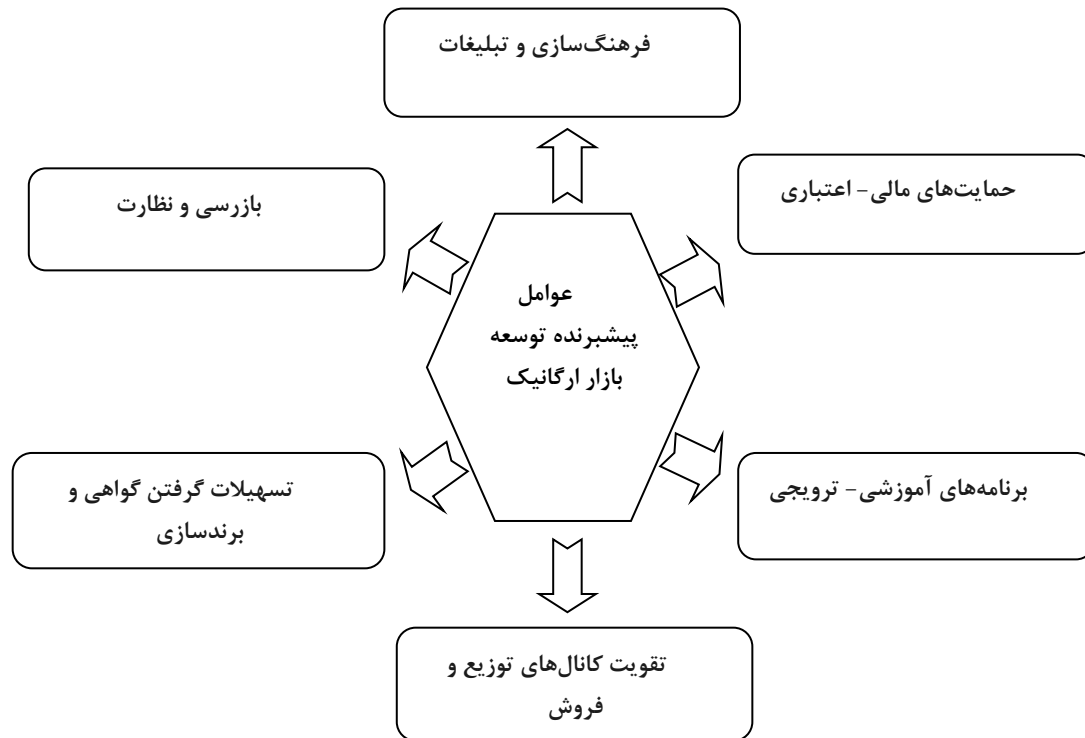 فرهنگ‌سازی و تبلیغات
حمایت‌های مالی- اعتباری
بازرسی و نظارت
عوامل
پیشبرنده توسعه
بازار ارگانیک
برنامه‌های آموزشی- ترویجی
تسهیلات گرفتن گواهی و
برندسازی
تقویت کانال‌های توزیع و
فروش